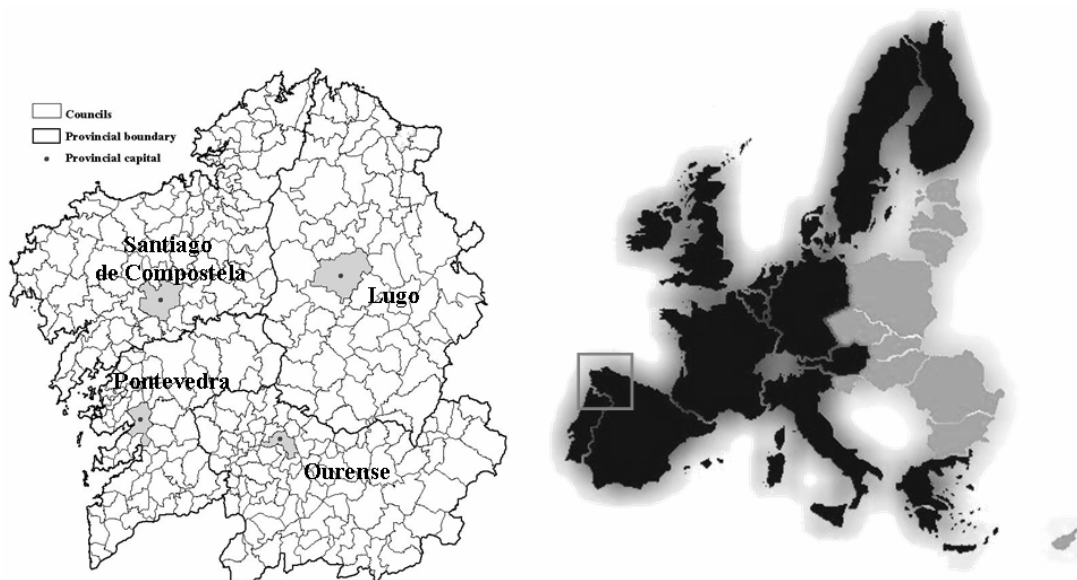 Councils
Provincial boundary
Provincial capital
Santiago
de Compostela
Lugo
Pontevedra
Ourense